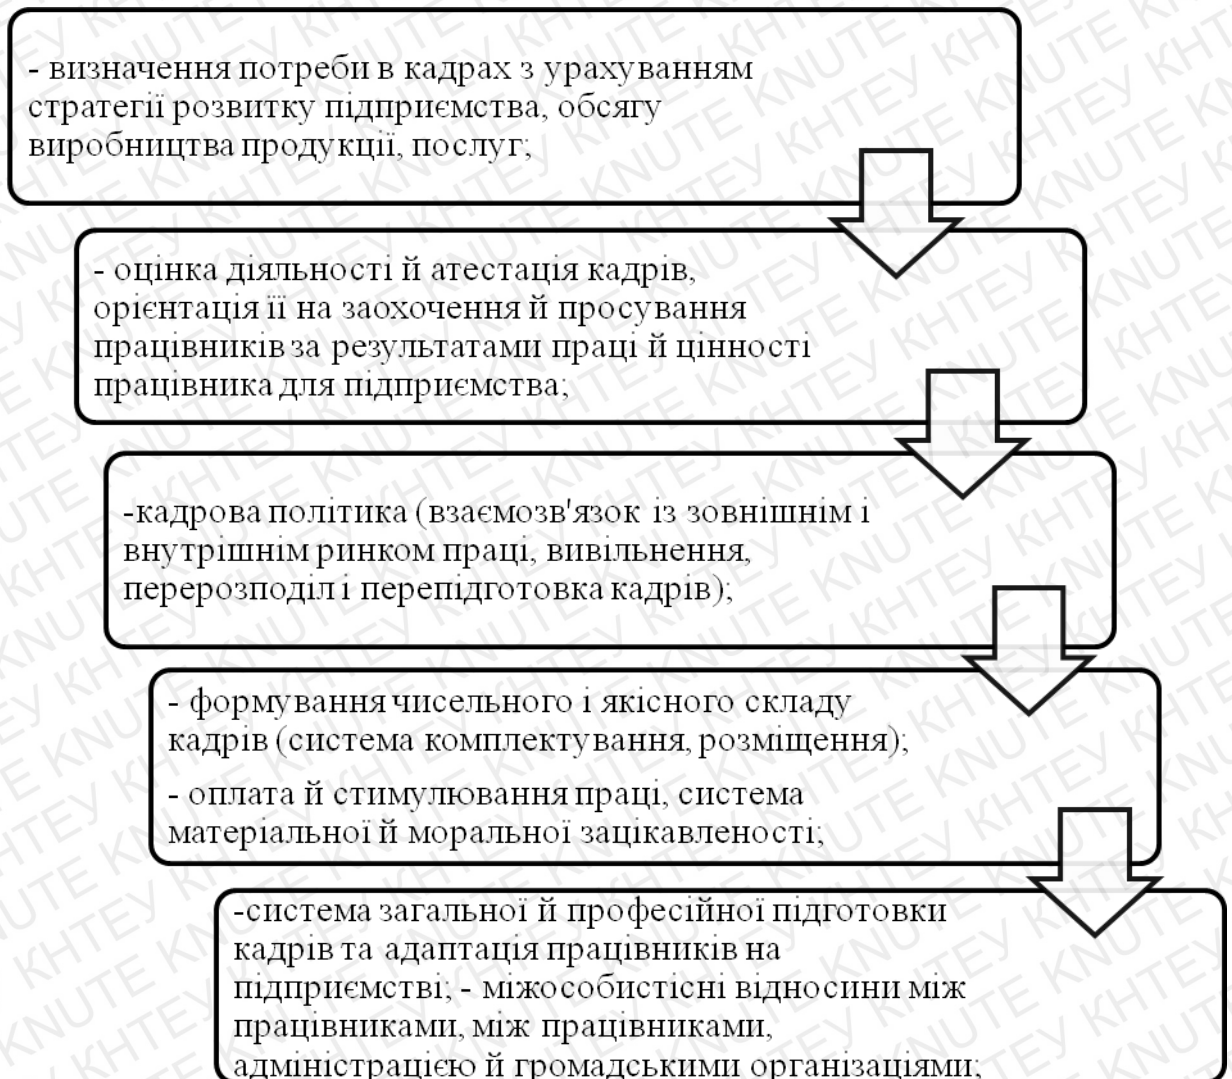 - визначення потреби в кадрах з урахуванням
стратегії розвитку підприємства, обсягу
виробництва продукції, послуг;
- оцінка діяльності й атестація кадрів,
орієнтація її на заохочення й просування
працівників за результатами праці й цінності
працівника для підприємства;
-кадрова політика (взаємозв'язок із зовнішнім і
внутрішнім ринком праці, вивільнення,
перерозподіл і перепідготовка кадрів);
- формування чисельного і якісного складу
кадрів (система комплектування, розміщення);
- оплата й стимулювання праці, система
матеріальної й моральної зацікавленості;
-система загальної й професійної підготовки
кадрів та адаптація працівників на
підприємстві; - міжособистісні відносини між
працівниками, між працівниками,
адміністрацією й громадськими організаціями;